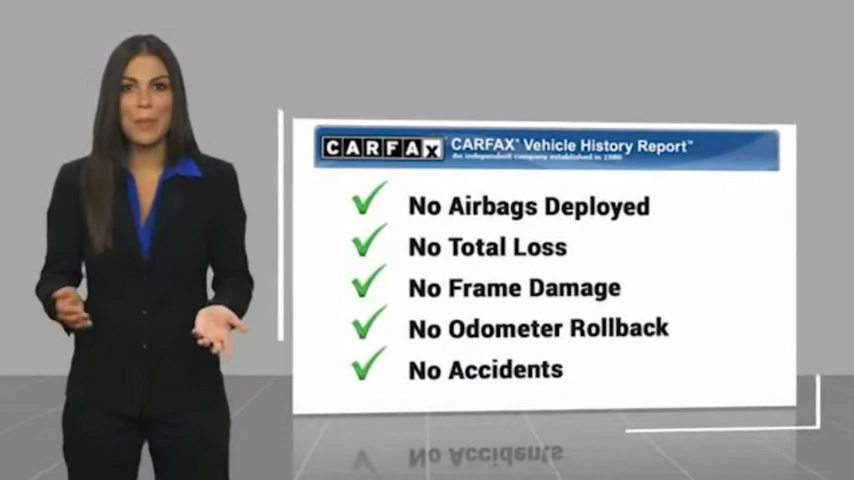 CARFAX CARFAX® Vehicle History Report™
An independent company established in 1986
No Airbags Deployed
No Total Loss
No Frame Damage
No Odometer Rollback
No Accidents
No Accidents